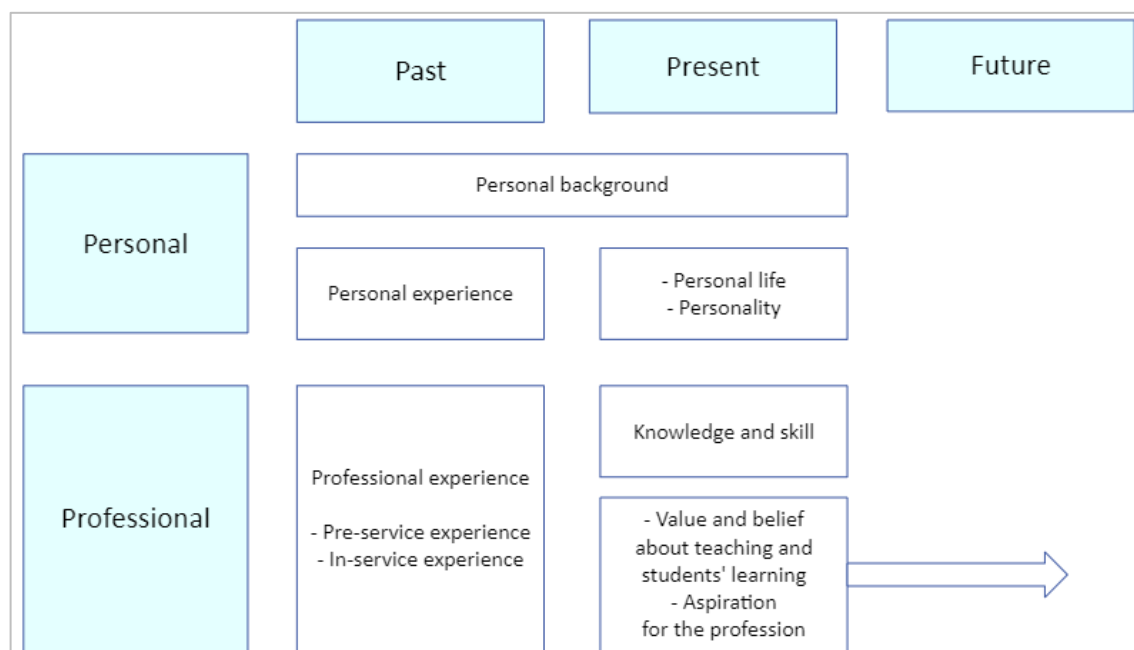 Past
Present
Future
Personal
Personal background
Personal experience
- Personal life
- Personality
Professional
Professional experience
- Pre-service experience
- In-service experience
Knowledge and skill
- Value and belief
about teaching and
students' learning
- Aspiration
for the profession